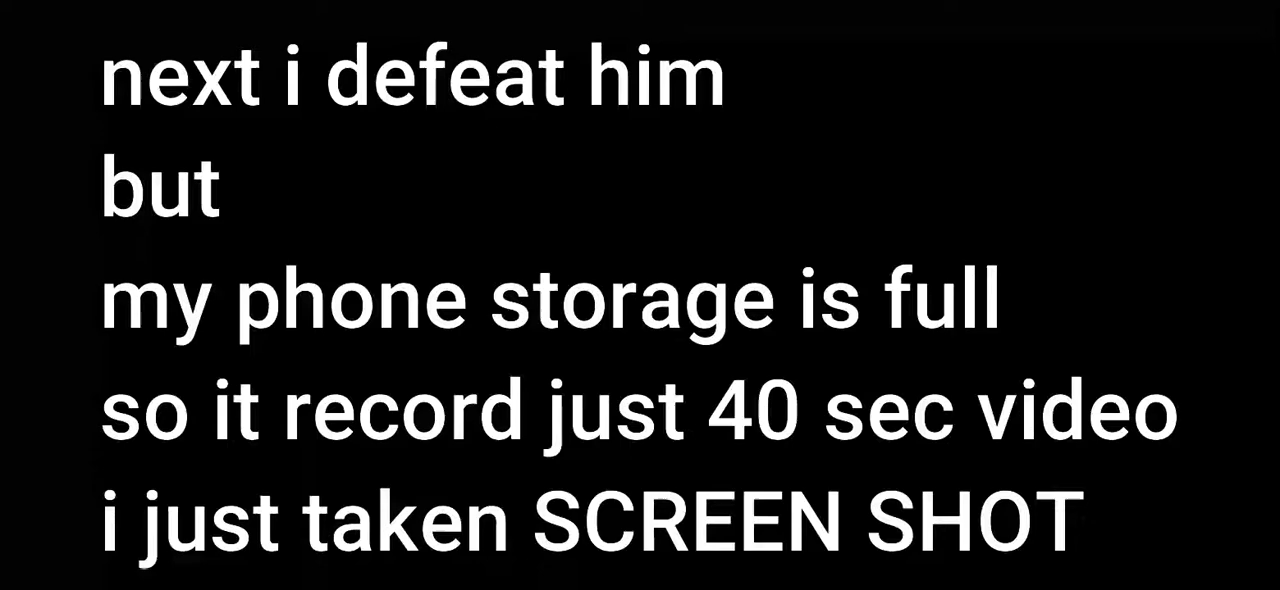 next i defeat him
but
my phone storage is full
so it record just 40 sec video
i just taken SCREEN SHOT